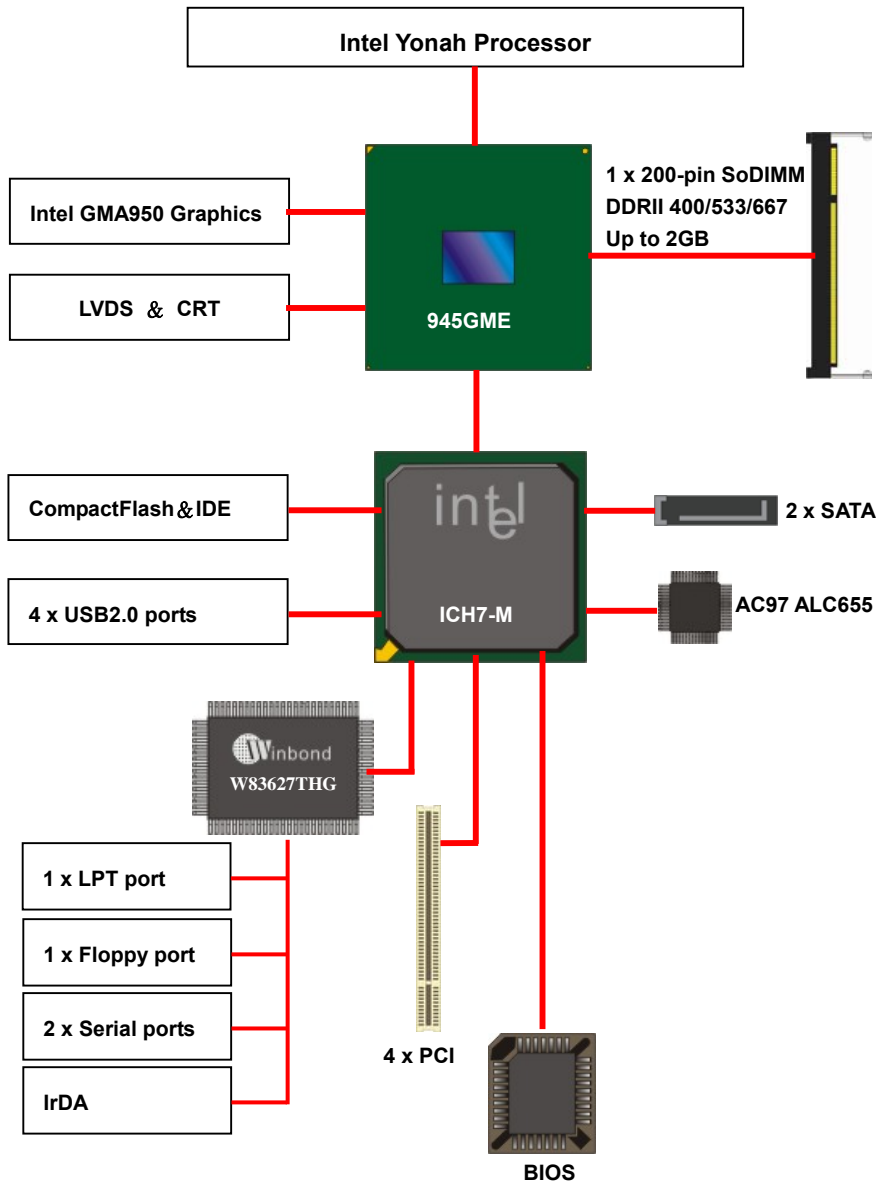 Intel Yonah Processor
1 x 200-pin SoDIMM
DDRII 400/533/667
Up to 2GB
Intel GMA950 Graphics
LVDS & CRT
945GME
CompactFlash&IDE
intel
2 x SATA
4 x USB2.0 ports
ICH7-M
AC97 ALC655
Winbond
W83627THG
1 x LPT port
1 x Floppy port
2 x Serial ports
4 x PCI
IrDA
BIOS